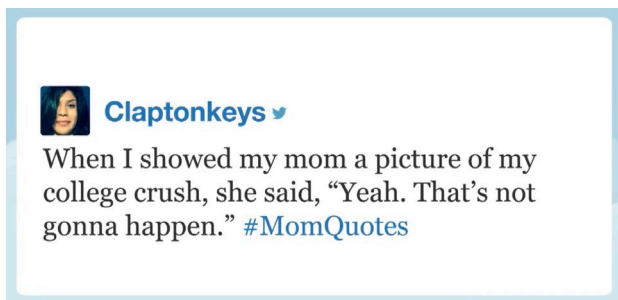 Claptonkeys
When I showed my mom a picture of my
college crush, she said, “Yeah. That’s not
gonna happen.” #MomQuotes